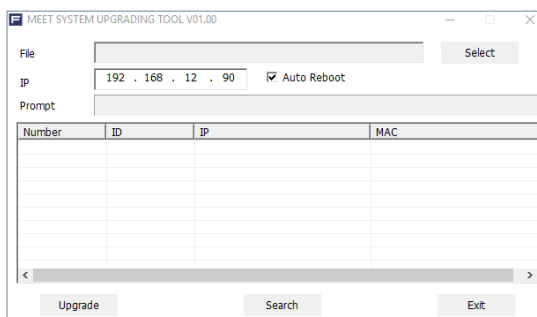 F MEET SYSTEM UPGRADING TOOL V01.00
File Select
IP 192 . 168 . 12 . 90 Auto Reboot
Prompt
Number ID IP MAC
Upgrade Search Exit